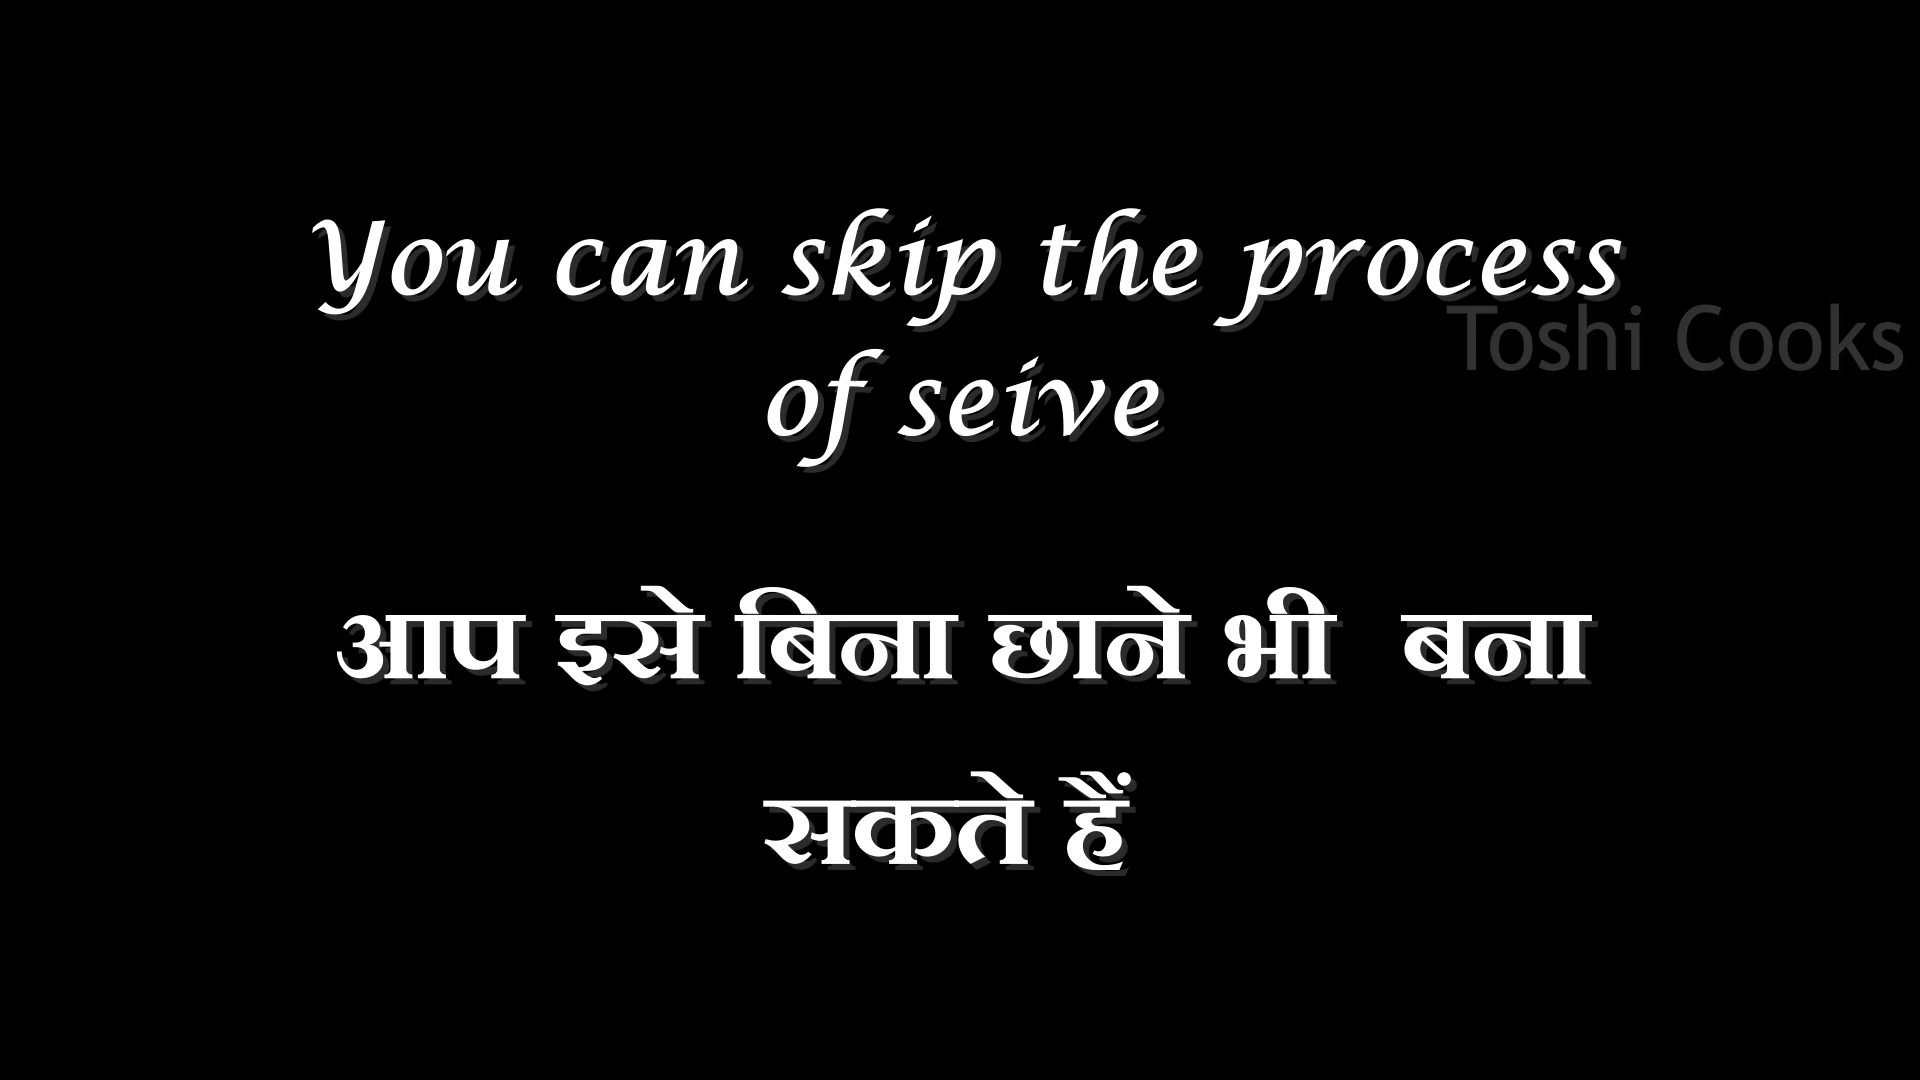 You can skip the process
Toshi Cooks
of seive
आप इसे बिना छाने भी बना
सकते हैं